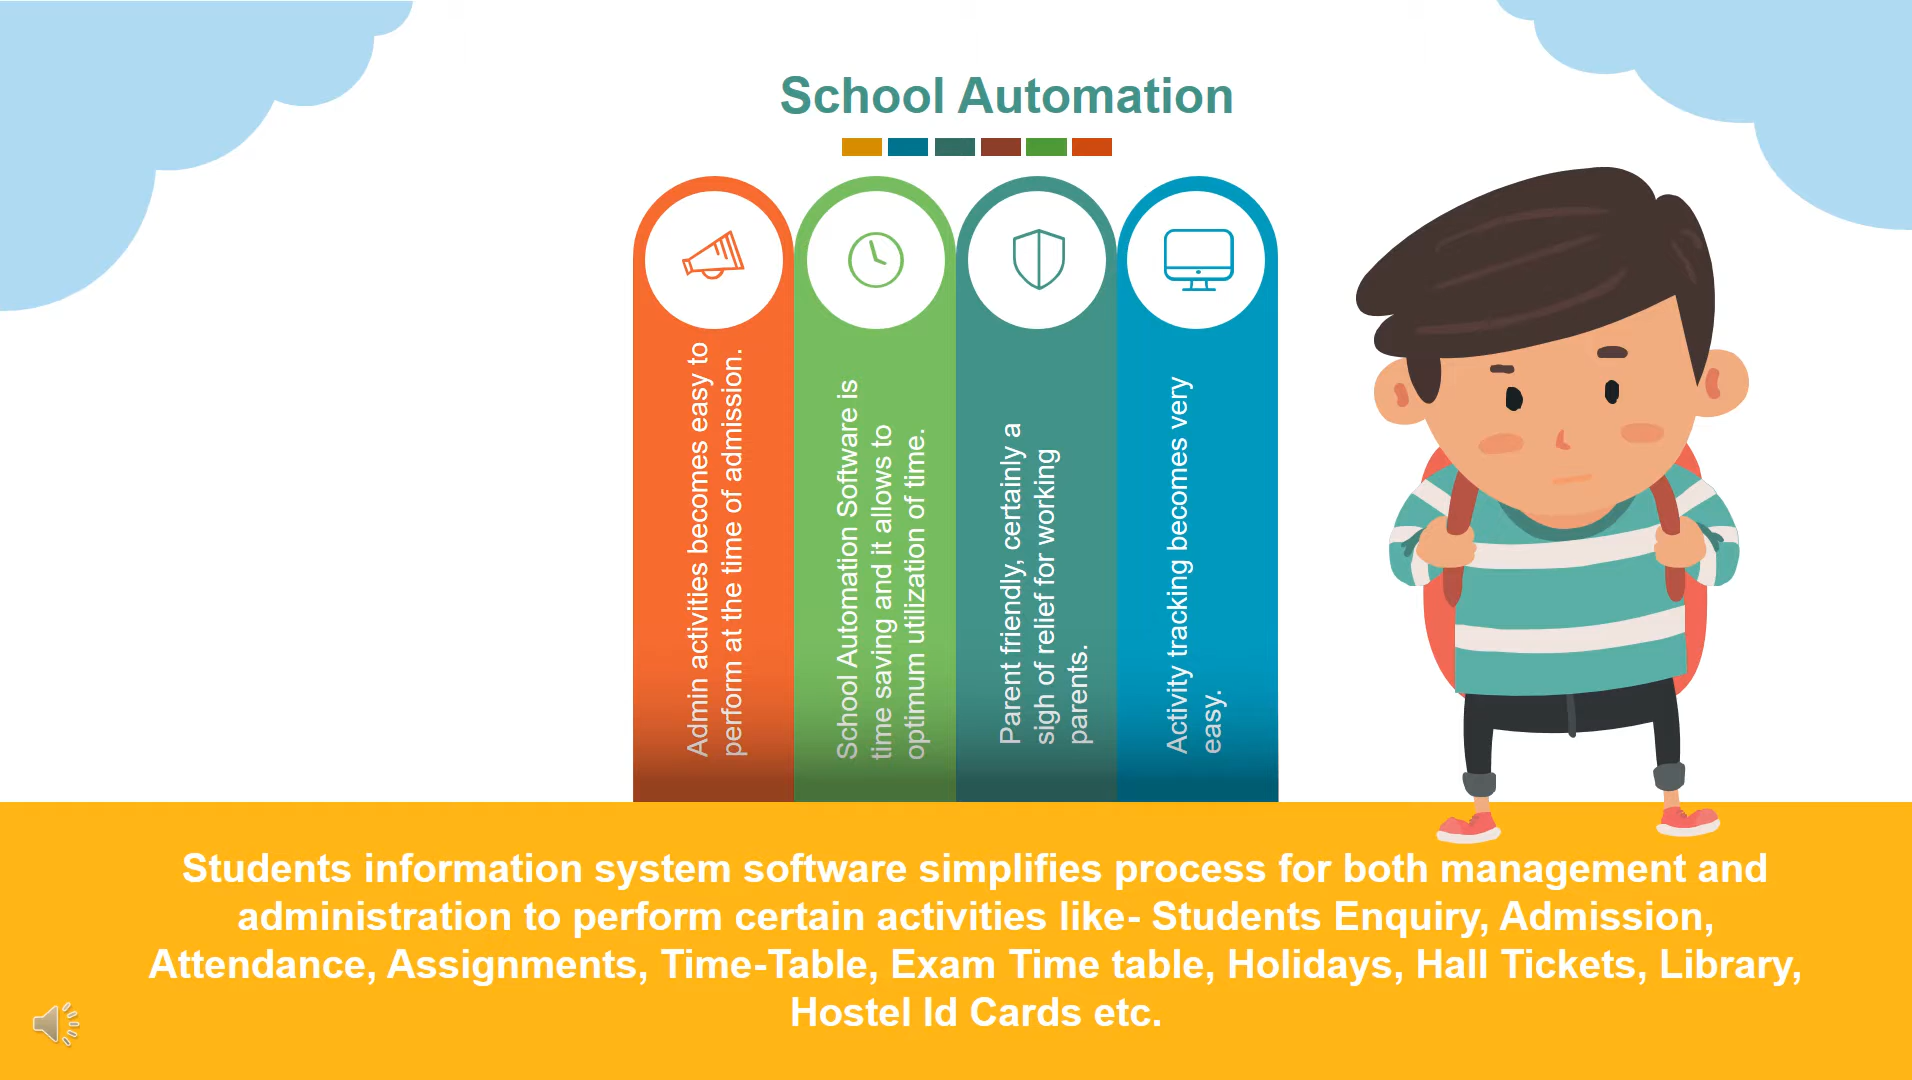 School Automation
Admin activities becomes easy to
perform at the time of admission.
School Automation Software is
time saving and it allows to
optimum utilization of time.
Parent friendly, certainly a
sigh of relief for working
parents.
Activity tracking becomes very
easy.
Students information system software simplifies process for both management and
administration to perform certain activities like- Students Enquiry, Admission,
Attendance, Assignments, Time-Table, Exam Time table, Holidays, Hall Tickets, Library,
Hostel Id Cards etc.